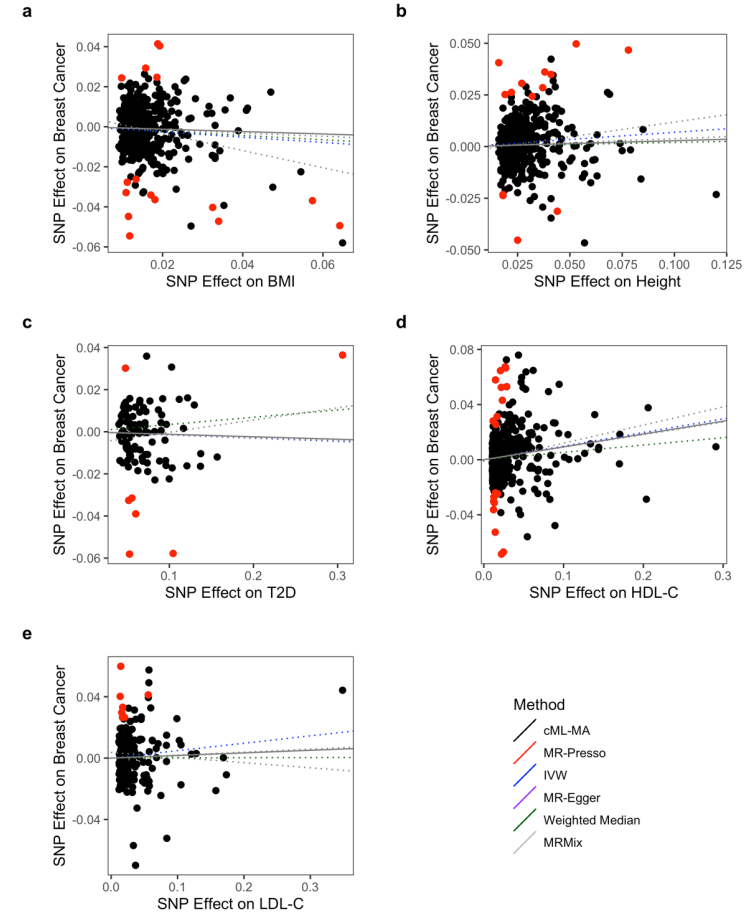 a
SNP Effect on Breast Cancer
0.04
0.02
0.00
-0.02
-0.04
-0.06
0.02 0.04 0.06
SNP Effect on BMI
b
SNP Effect on Breast Cancer
0.050
0.025
0.000
-0.025
-0.050
0.025 0.050 0.075 0.100 0.125
SNP Effect on Height
c
SNP Effect on Breast Cancer
0.04
0.02
0.00
-0.02
-0.04
-0.06
0.1 0.2 0.3
SNP Effect on T2D
d
SNP Effect on Breast Cancer
0.08
0.04
0.00
-0.04
0.0 0.1 0.2 0.3
SNP Effect on HDL-C
e
SNP Effect on Breast Cancer
0.04
0.00
-0.04
0.0 0.1 0.2 0.3
SNP Effect on LDL-C
Method
cML-MA
MR-Presso
IVW
MR-Egger
Weighted Median
MRMix